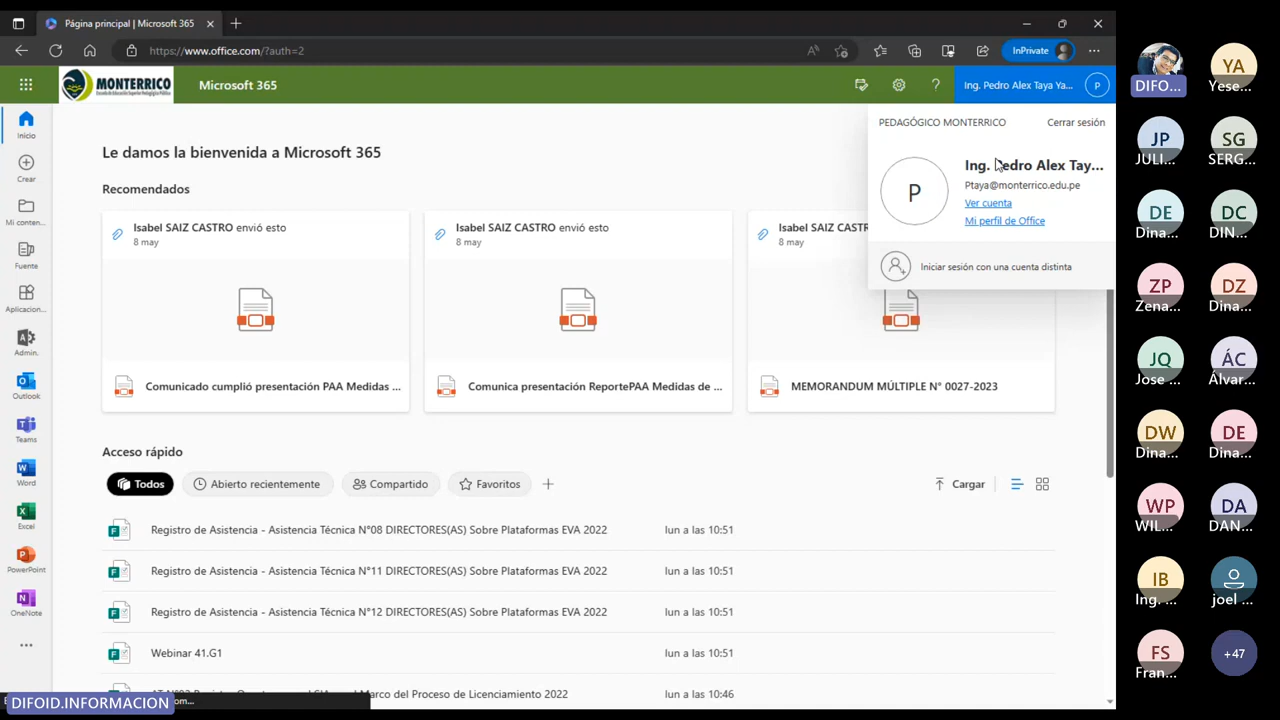 Página principal | Microsoft 365
https://www.office.com/?auth=2
InPrivate
MONTERRICO
Microsoft 365
Ing. Pedro Alex Taya Ya...
P
PEDAGÓGICO MONTERRICO
Cerrar sesión
P
Ing. Pedro Alex Tay...
Ptaya@monterrico.edu.pe
Ver cuenta
Mi perfil de Office
Iniciar sesión con una cuenta distinta
Inicio
Crear
Mi conten...
Fuente
Aplicacion...
Admin.
Outlook
Teams
Word
Excel
PowerPoint
OneNote
Le damos la bienvenida a Microsoft 365
Recomendados
Isabel SAIZ CASTRO envió esto
8 may
Comunicado cumplió presentación PAA Medidas ...
Isabel SAIZ CASTRO envió esto
8 may
Comunica presentación ReportePAA Medidas de ...
Isabel SAIZ CASTR
8 may
MEMORANDUM MÚLTIPLE N° 0027-2023
Acceso rápido
Todos
Abierto recientemente
Compartido
Favoritos
Cargar
Registro de Asistencia - Asistencia Técnica N°08 DIRECTORES(AS) Sobre Plataformas EVA 2022 lun a las 10:51
Registro de Asistencia - Asistencia Técnica N°11 DIRECTORES(AS) Sobre Plataformas EVA 2022 lun a las 10:51
Registro de Asistencia - Asistencia Técnica N°12 DIRECTORES(AS) Sobre Plataformas EVA 2022 lun a las 10:51
Webinar 41.G1 lun a las 10:51
Marco del Proceso de Licenciamiento 2022 lun a las 10:46
DIFOID.INFORMACION
DIFO...
YA
Yese...
JP
JULI...
SG
SERG...
DE
Dina...
DC
DIN...
ZP
Zena...
DZ
Dina...
JQ
Jose ...
ÁC
Álvar...
DW
Dina...
DE
Dina...
WP
WIL...
DA
DAN...
IB
Ing. ...
joel ...
FS
Fran...
+47